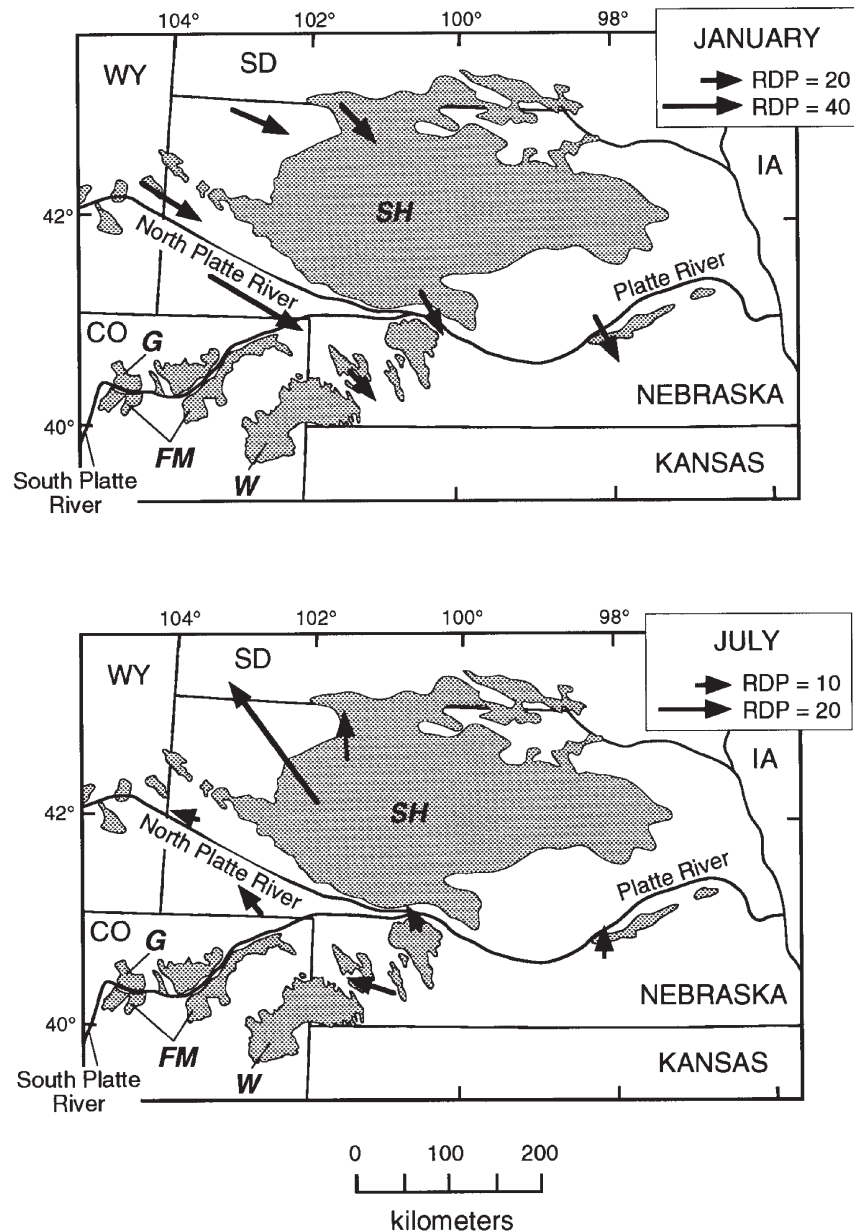 104° 102° 100° 98°
JANUARY
RDP = 20
RDP = 40
WY SD
IA
42°
SH
North Platte River
Platte River
CO G
NEBRASKA
40°
FM
KANSAS
South Platte
River
W
104° 102° 100° 98°
JULY
RDP = 10
RDP = 20
WY SD
IA
42°
SH
North Platte River
Platte River
CO G
NEBRASKA
40°
FM
KANSAS
South Platte
River
W
0 100 200
kilometers